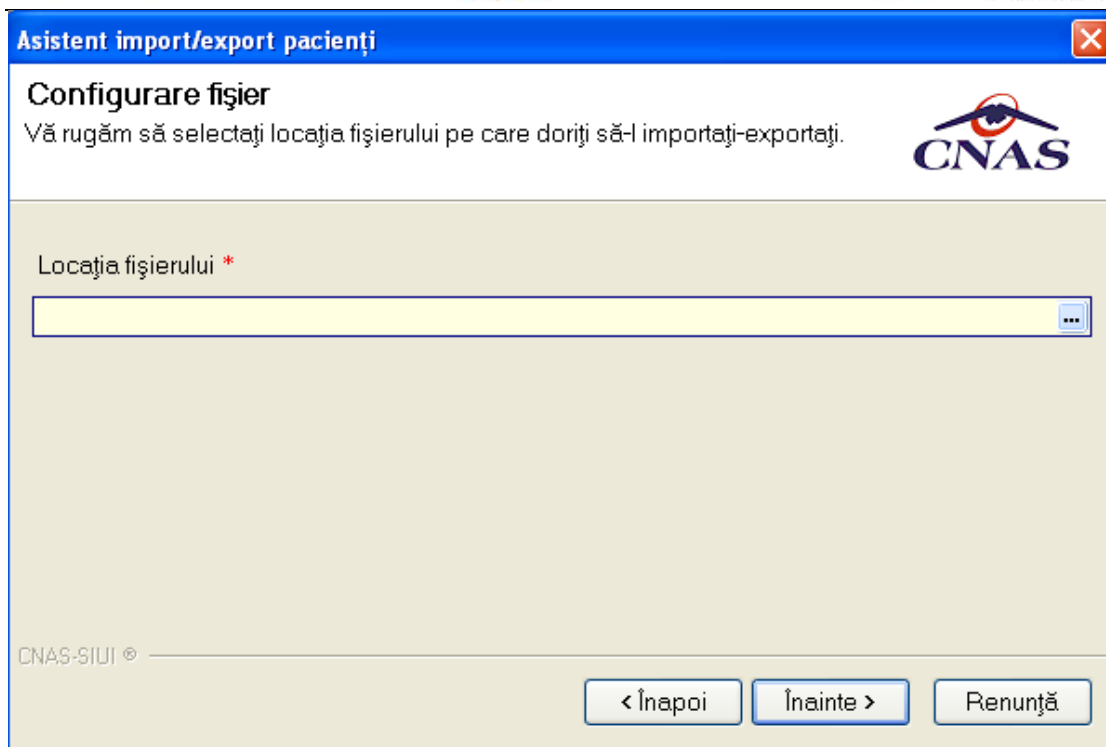 Asistent import/export pacienți
Configurare fişier
Vă rugăm să selectaţi locaţia fişierului pe care doriţi să-l importaţi-exportaţi.
CNAS
Locaţia fişierului *
...
CNAS-SIUI ®
< Înapoi
Înainte >
Renunţă